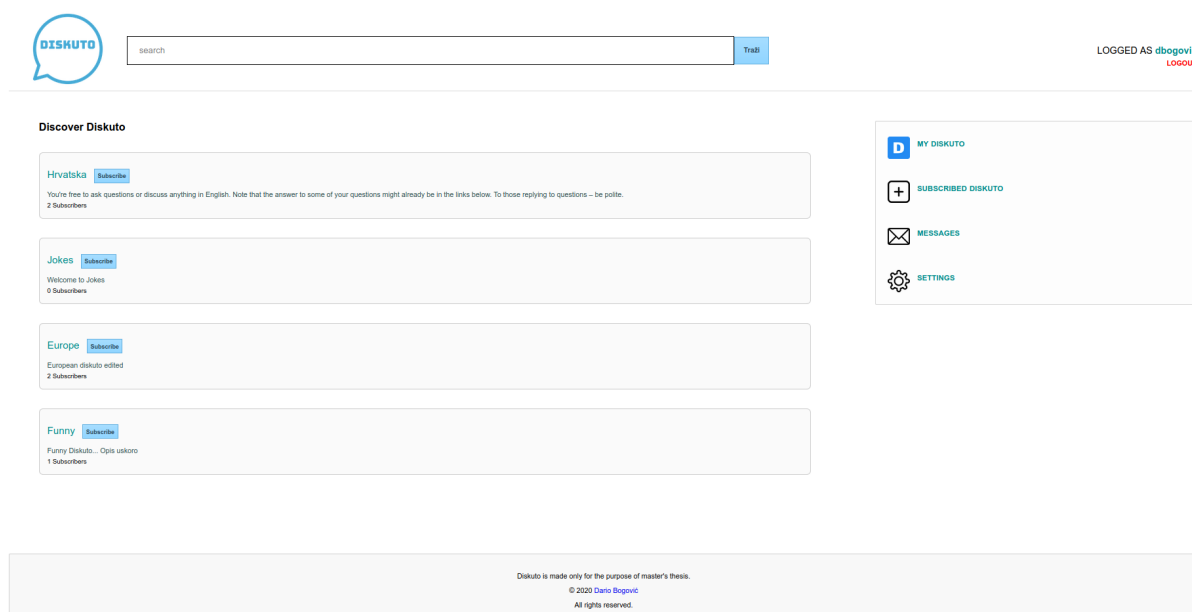 DISKUTO
search
Traži
LOGGED AS dbogovi
LOGOU
Discover Diskuto
Hrvatska Subscribe
You're free to ask questions or discuss anything in English. Note that the answer to some of your questions might already be in the links below. To those replying to questions – be polite.
2 Subscribers
Jokes Subscribe
Welcome to Jokes
0 Subscribers
Europe Subscribe
European diskuto edited
2 Subscribers
Funny Subscribe
Funny Diskuto... Opis uskoro
1 Subscribers
D MY DISKUTO
SUBSCRIBED DISKUTO
MESSAGES
SETTINGS
Diskuto is made only for the purpose of master's thesis.
© 2020 Dario Bogović
All rights reserved.